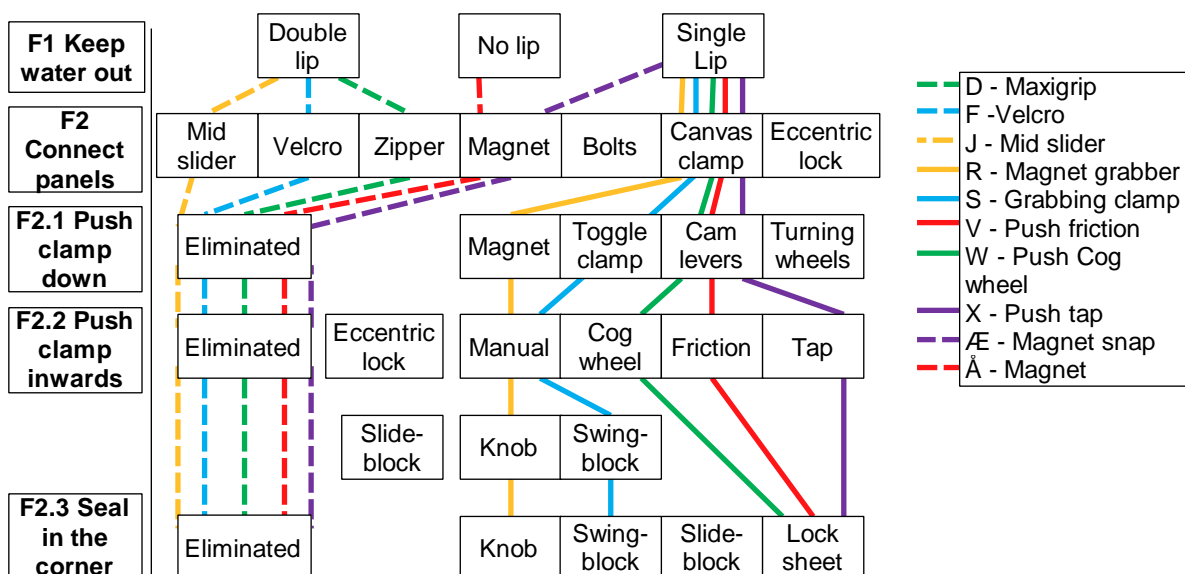 F1 Keep
water out
Double
lip
No lip
Single
Lip
F2
Connect
panels
Mid
slider
Velcro
Zipper
Magnet
Bolts
Canvas
clamp
Eccentric
lock
F2.1 Push
clamp
down
Eliminated
Magnet
Toggle
clamp
Cam
levers
Turning
wheels
F2.2 Push
clamp
inwards
Eliminated
Eccentric
lock
Manual
Cog
wheel
Friction
Tap
Slide-
block
Knob
Swing-
block
F2.3 Seal
in the
corner
Eliminated
Knob
Swing-
block
Slide-
block
Lock
sheet
D - Maxigrip
F -Velcro
J - Mid slider
R - Magnet grabber
S - Grabbing clamp
V - Push friction
W - Push Cog
wheel
X - Push tap
Æ - Magnet snap
Å - Magnet